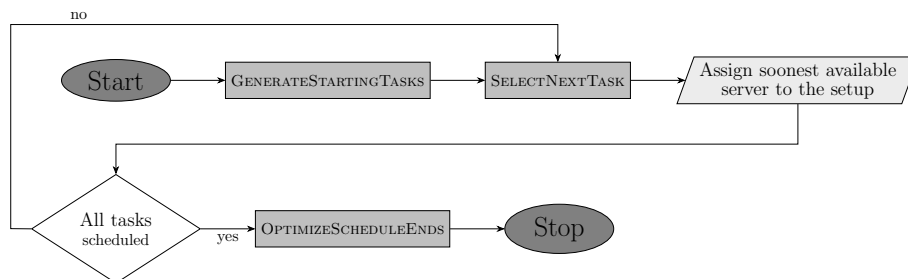 no
Start
GENERATESTARTINGTASKS
SELECTNEXTTASK
Assign soonest available
server to the setup
All tasks
scheduled
yes
OPTIMIZESCHEDULEENDS
Stop